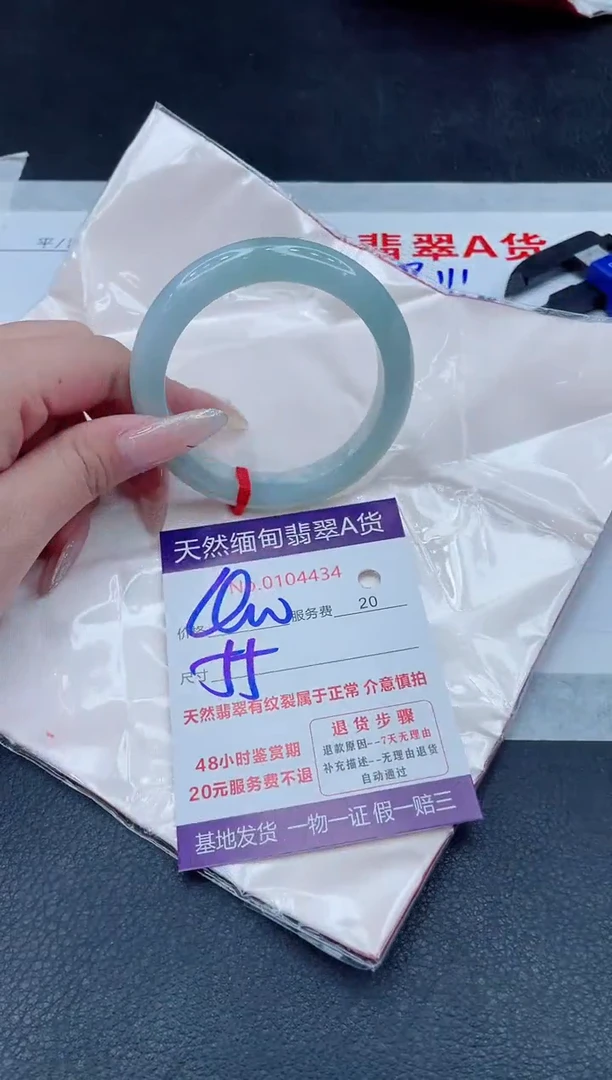 翡翠A货
平/
天然缅甸翡翠A货
No.0104434
价格 服务费 20
尺寸
天然翡翠有纹裂属于正常 介意慎拍
48小时鉴赏期
20元服务费不退
退货步骤
退款原因--7天无理由
补充描述--无理由退货
自动通过
基地发货 一物一证 假一赔三